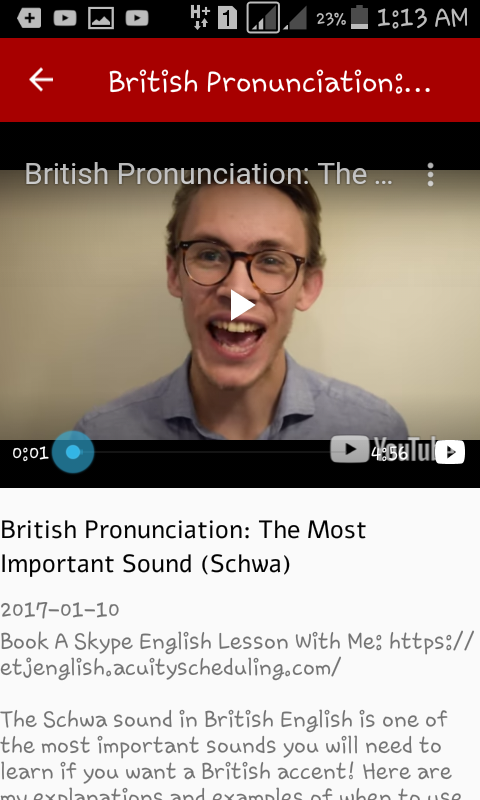 H+ 1 23% 1:13 AM
British Pronunciation:...
British Pronunciation: The ...
0:01 4:56 YouTube
British Pronunciation: The Most
Important Sound (Schwa)
2017-01-10
Book A Skype English Lesson With Me: https://
etjenglish.acuityscheduling.com/
The Schwa sound in British English is one of
the most important sounds you will need to
learn if you want a British accent! Here are
my explanations and examples of when to use